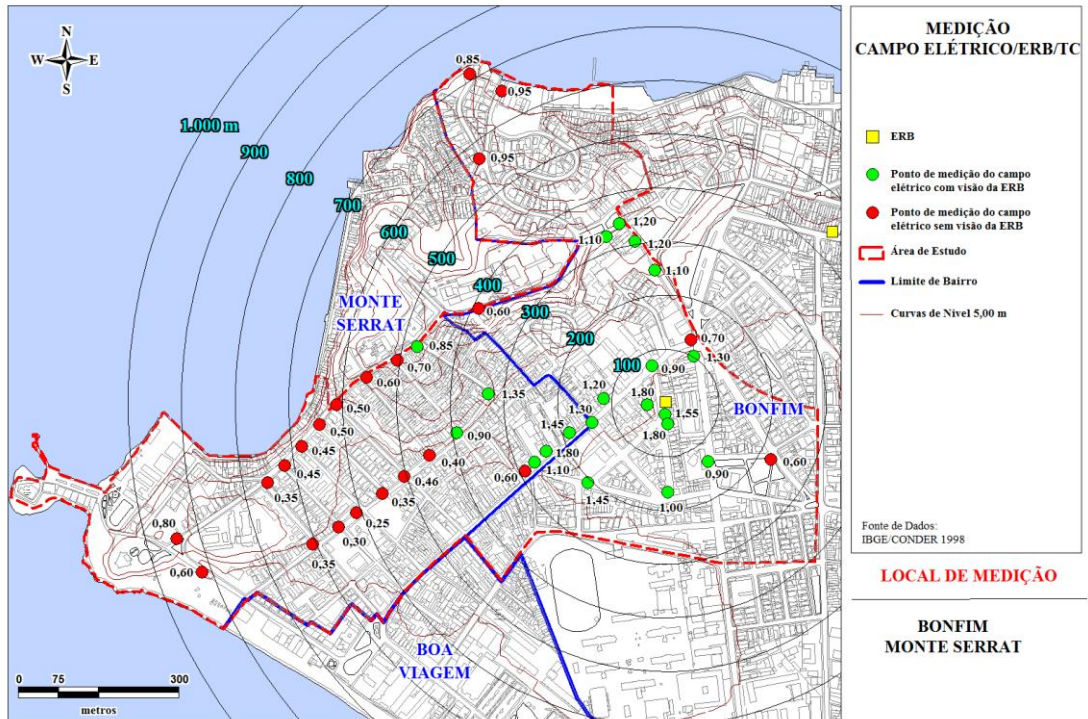 N
W E
S
1.000 m
900
800
700
600
500
400
300
200
100
0,85
0,95
0,95
1,20
1,10
1,20
1,10
0,60
MONTE
SERRAT
0,85
0,70
0,60
0,50
0,50
0,45
0,45
0,35
0,70
1,30
0,90
1,35
1,20
1,80
BONFIM
1,55
1,30
1,80
1,45
0,90
1,80
0,40
1,10
0,60
0,46
1,45
0,90
0,60
1,00
0,35
0,25
0,30
0,35
0,80
0,60
BOA
VIAGEM
0 75 300
metros
MEDIÇÃO
CAMPO ELÉTRICO/ERB/TC
ERB
Ponto de medição do campo
elétrico com visão da ERB
Ponto de medição do campo
elétrico sem visão da ERB
Área de Estudo
Limite de Bairro
Curvas de Nível 5,00 m
Fonte de Dados:
IBGE/CONDER 1998
LOCAL DE MEDIÇÃO
BONFIM
MONTE SERRAT